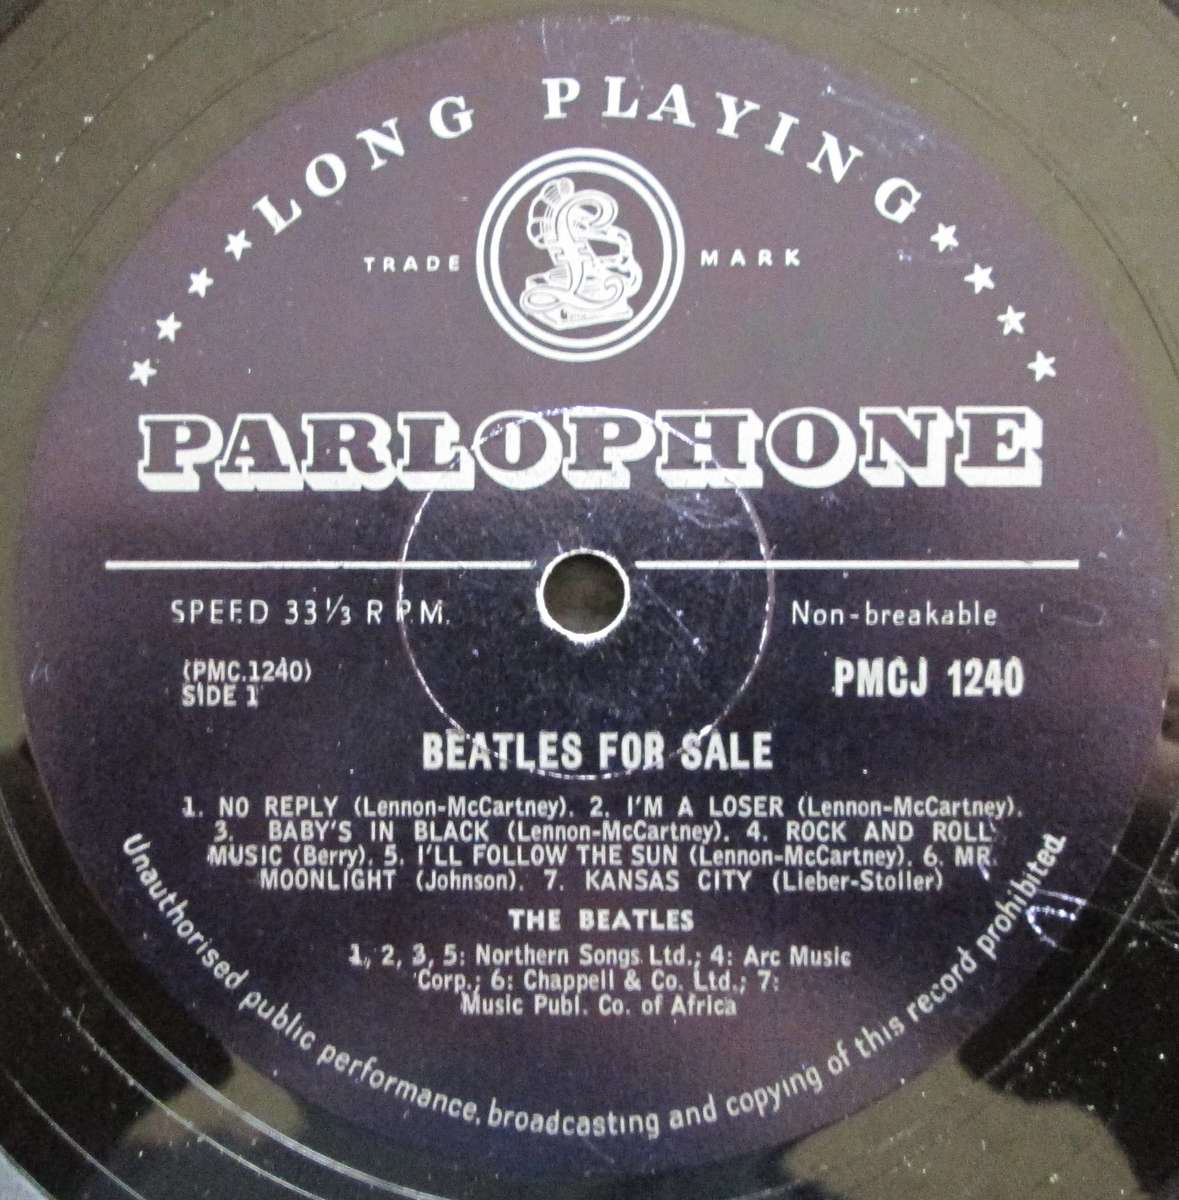 LONG PLAYING
TRADE MARK
£
PARLOPHONE
SPEED 33⅓ R.P.M. Non-breakable
(PMC.1240)
SIDE 1 PMCJ 1240
BEATLES FOR SALE
1. NO REPLY (Lennon-McCartney). 2. I'M A LOSER (Lennon-McCartney).
3. BABY'S IN BLACK (Lennon-McCartney). 4. ROCK AND ROLL
MUSIC (Berry). 5. I'LL FOLLOW THE SUN (Lennon-McCartney). 6. MR.
MOONLIGHT (Johnson). 7. KANSAS CITY (Lieber-Stoller)
THE BEATLES
1, 2, 3, 5: Northern Songs Ltd.; 4: Arc Music
Corp.; 6: Chappell & Co. Ltd.; 7:
Music Publ. Co. of Africa
Unauthorised public performance, broadcasting and copying of this record prohibited.